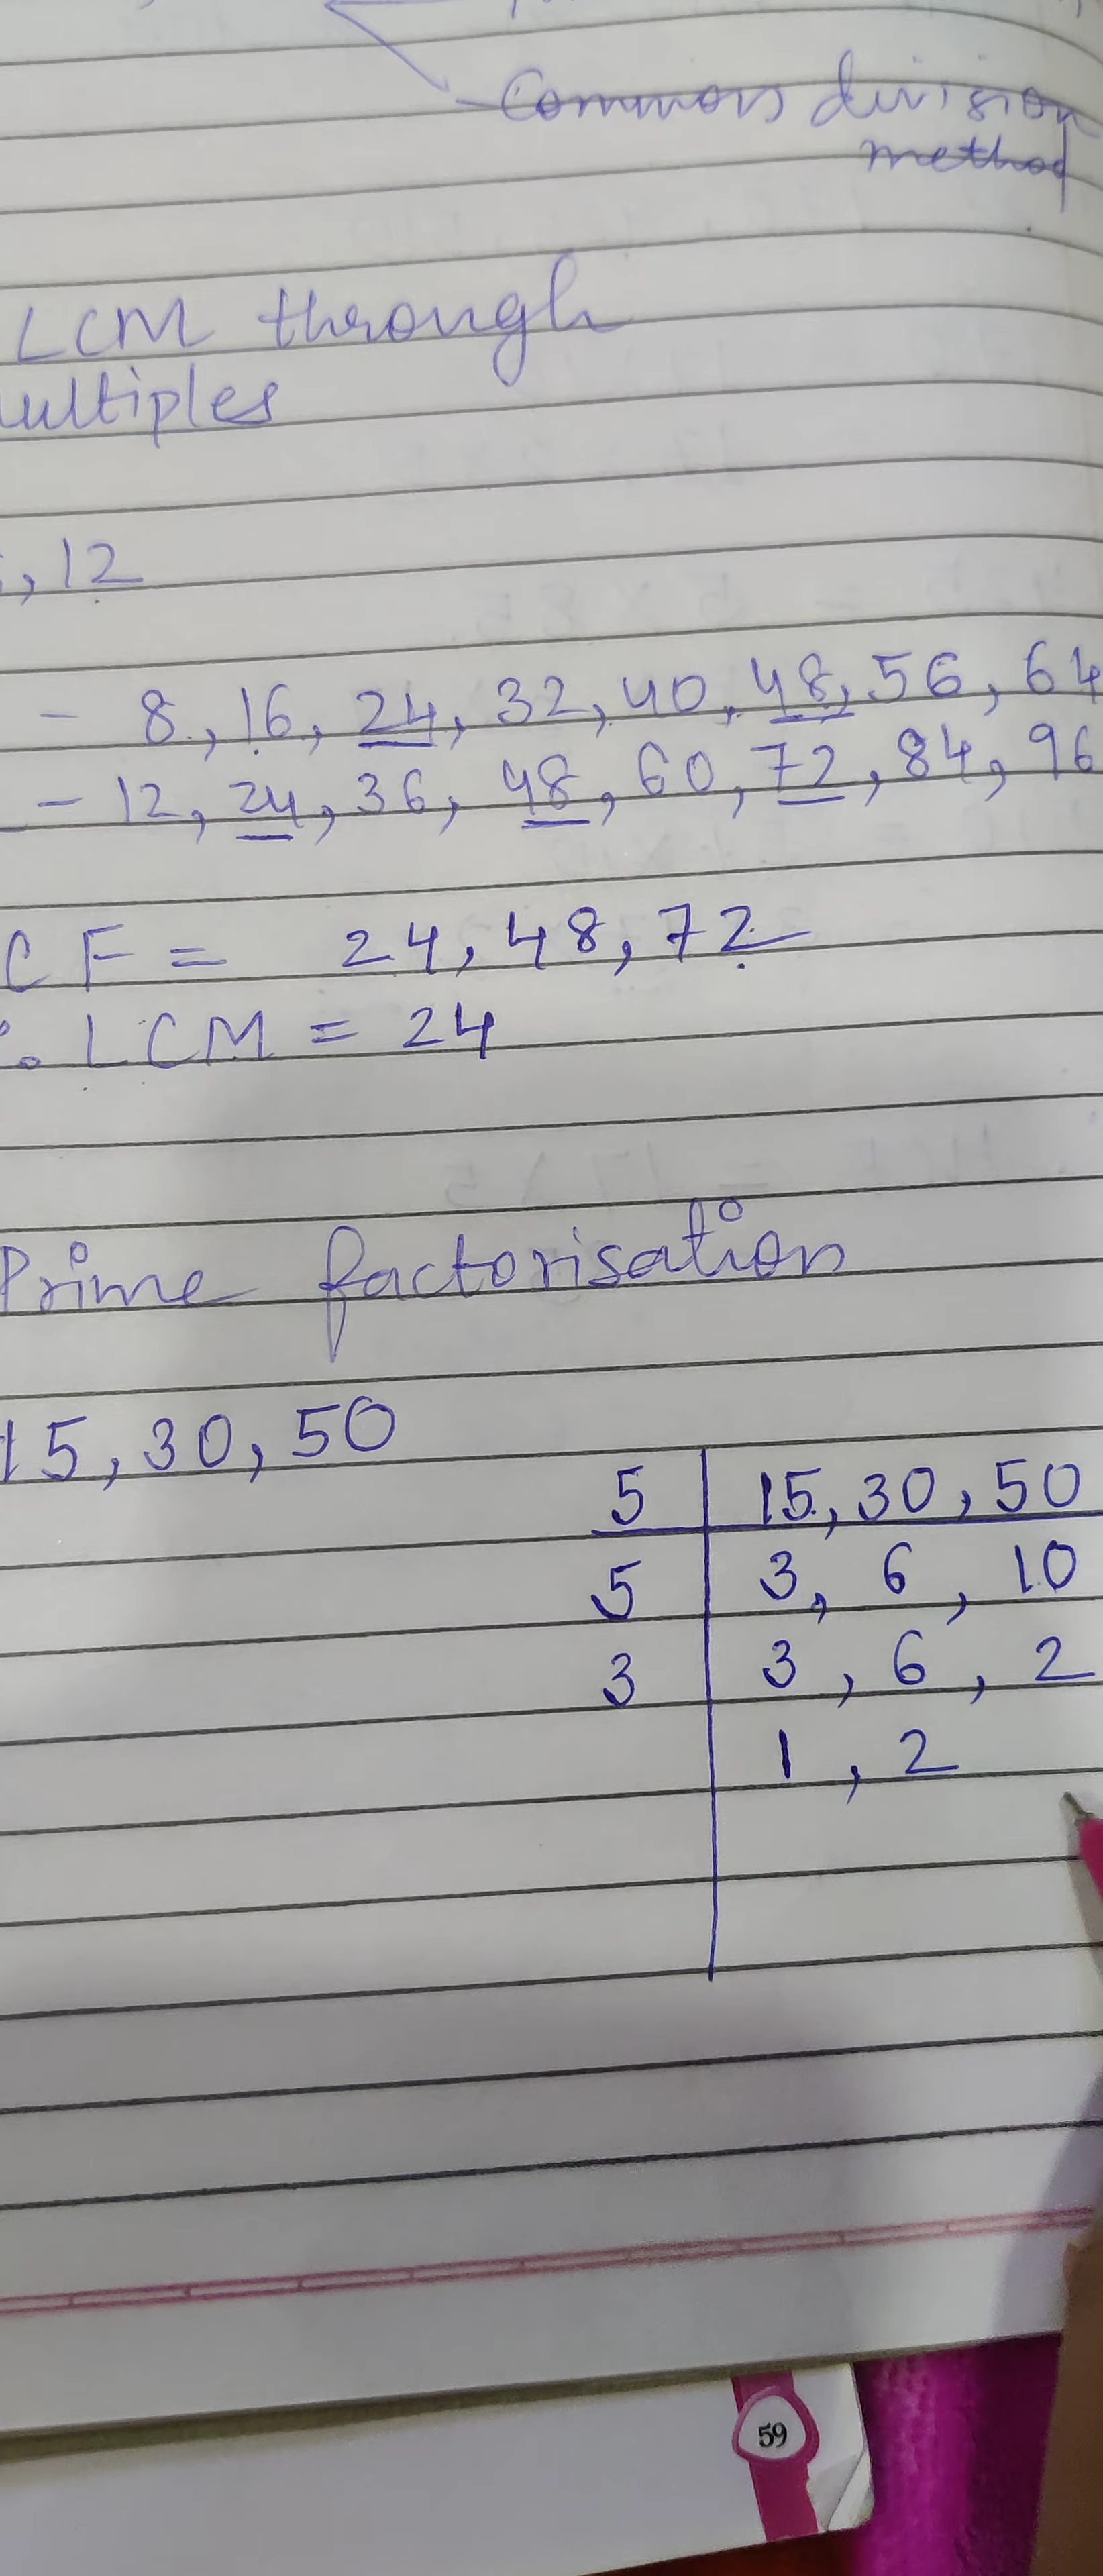 Common division
method
LCM through
ultiples
, 12
- 8, 16, 24, 32, 40, 48, 56, 64
- 12, 24, 36, 48, 60, 72, 84, 96
CF = 24, 48, 72
∴ LCM = 24
Prime factorisation
15, 30, 50
5 | 15, 30, 50
5 | 3, 6, 10
3 | 3, 6, 2
1, 2
59